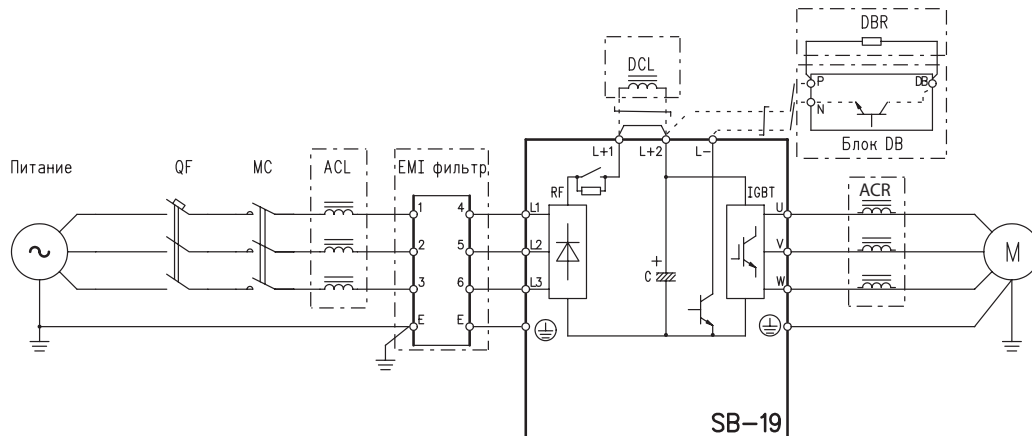 DBR
DCL
P
DB
N
Блок DB
L+1
L+2
L-
Питание
QF
MC
ACL
EMI фильтр
RF
IGBT
ACR
1
4
L1
U
2
5
L2
V
3
6
L3
W
E
E
+
C
~
M
SB-19